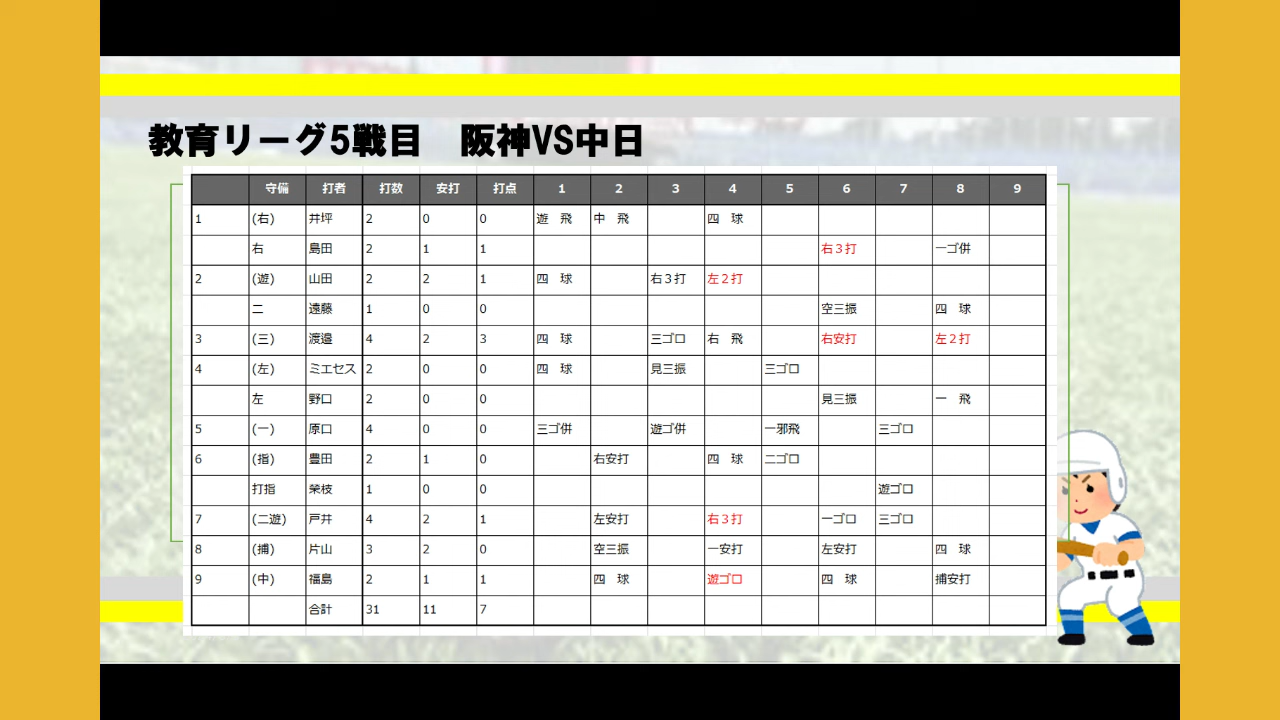 教育リーグ5戦目　阪神VS中日
守備 打者 打数 安打 打点 1 2 3 4 5 6 7 8 9
1 (右) 井坪 2 0 0 遊　飛 中　飛 四　球
右 島田 2 1 1 右３打 一ゴ併
2 (遊) 山田 2 2 1 四　球 右３打 左２打
二 遠藤 1 0 0 空三振 四　球
3 (三) 渡邉 4 2 3 四　球 三ゴロ 右　飛 右安打 左２打
4 (左) ミエセス 2 0 0 四　球 見三振 三ゴロ
左 野口 2 0 0 見三振 一　飛
5 (一) 原口 4 0 0 三ゴ併 遊ゴ併 一邪飛 三ゴロ
6 (指) 豊田 2 1 0 右安打 四　球 二ゴロ
打指 榮枝 1 0 0 遊ゴロ
7 (二遊) 戸井 4 2 1 左安打 右３打 一ゴロ 三ゴロ
8 (捕) 片山 3 2 0 空三振 一安打 左安打 四　球
9 (中) 福島 2 1 1 四　球 遊ゴロ 四　球 捕安打
合計 31 11 7